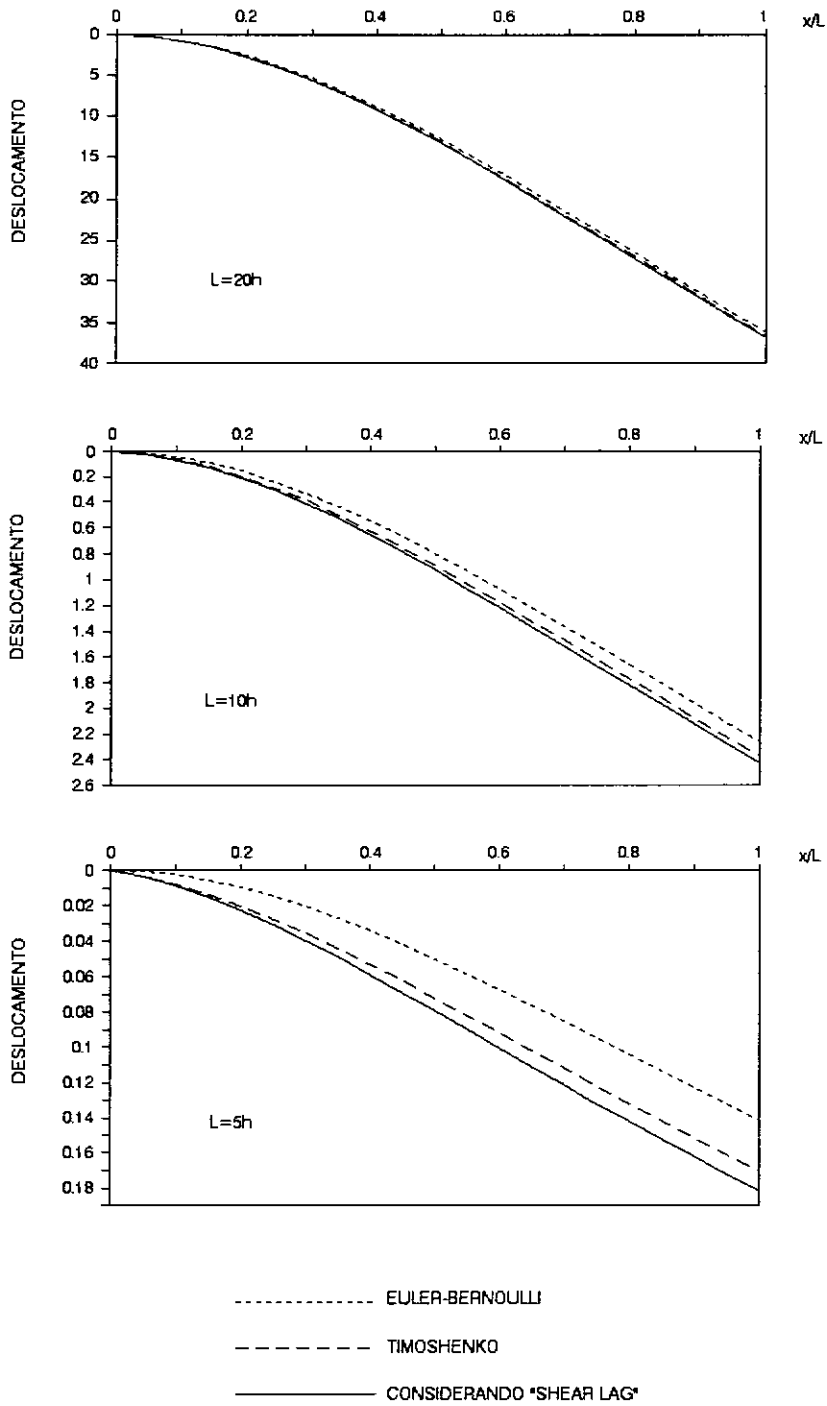 0 0.2 0.4 0.6 0.8 1 x/L
0
5
10
15
20
25
30
35
40
DESLOCAMENTO
L=20h
0 0.2 0.4 0.6 0.8 1 x/L
0
0.2
0.4
0.6
0.8
1
1.2
1.4
1.6
1.8
2
2.2
2.4
2.6
DESLOCAMENTO
L=10h
0 0.2 0.4 0.6 0.8 1 x/L
0
0.02
0.04
0.06
0.08
0.1
0.12
0.14
0.16
0.18
DESLOCAMENTO
L=5h
EULER-BERNOULLI
TIMOSHENKO
CONSIDERANDO "SHEAR LAG"